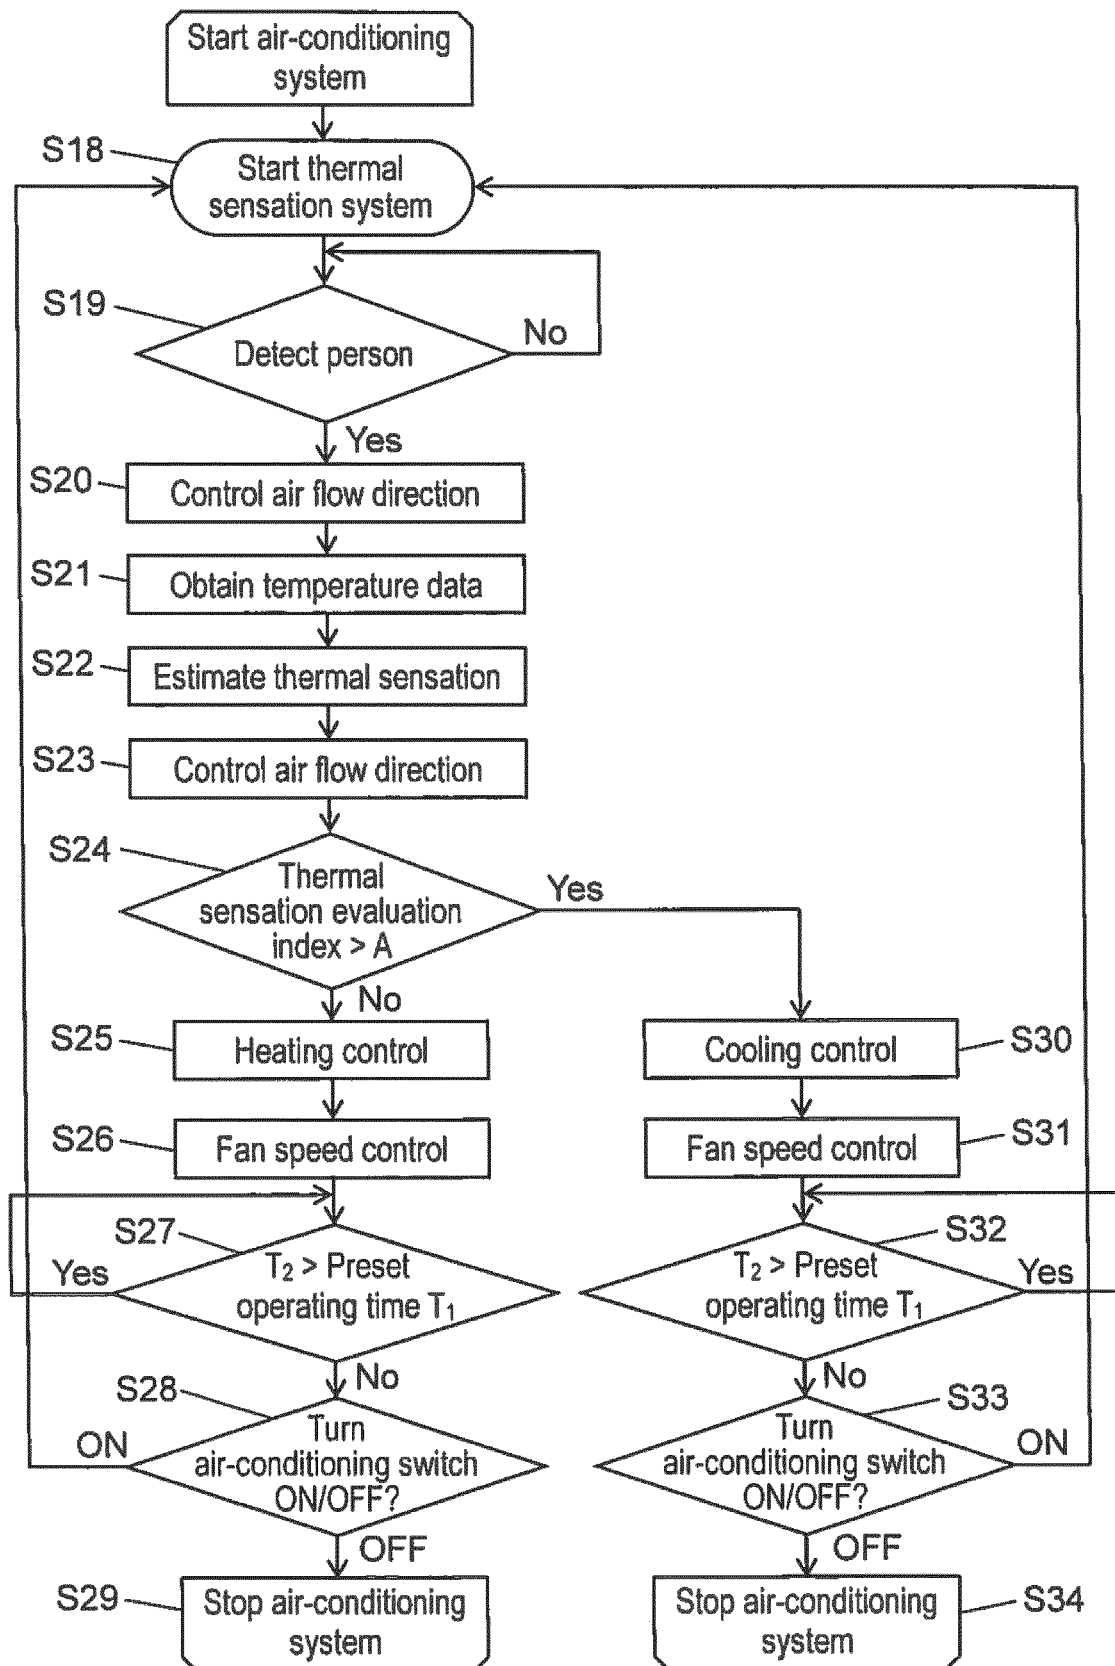 Start air-conditioning
system
S18
Start thermal
sensation system
S19
Detect person
No
Yes
S20
Control air flow direction
S21
Obtain temperature data
S22
Estimate thermal sensation
S23
Control air flow direction
S24
Thermal
sensation evaluation
index > A
Yes
No
S25
Heating control
Cooling control
S30
S26
Fan speed control
Fan speed control
S31
S27
T₂ > Preset
operating time T₁
Yes
No
S32
T₂ > Preset
operating time T₁
Yes
No
S28
Turn
air-conditioning switch
ON/OFF?
ON
OFF
S33
Turn
air-conditioning switch
ON/OFF?
ON
OFF
S29
Stop air-conditioning
system
Stop air-conditioning
system
S34